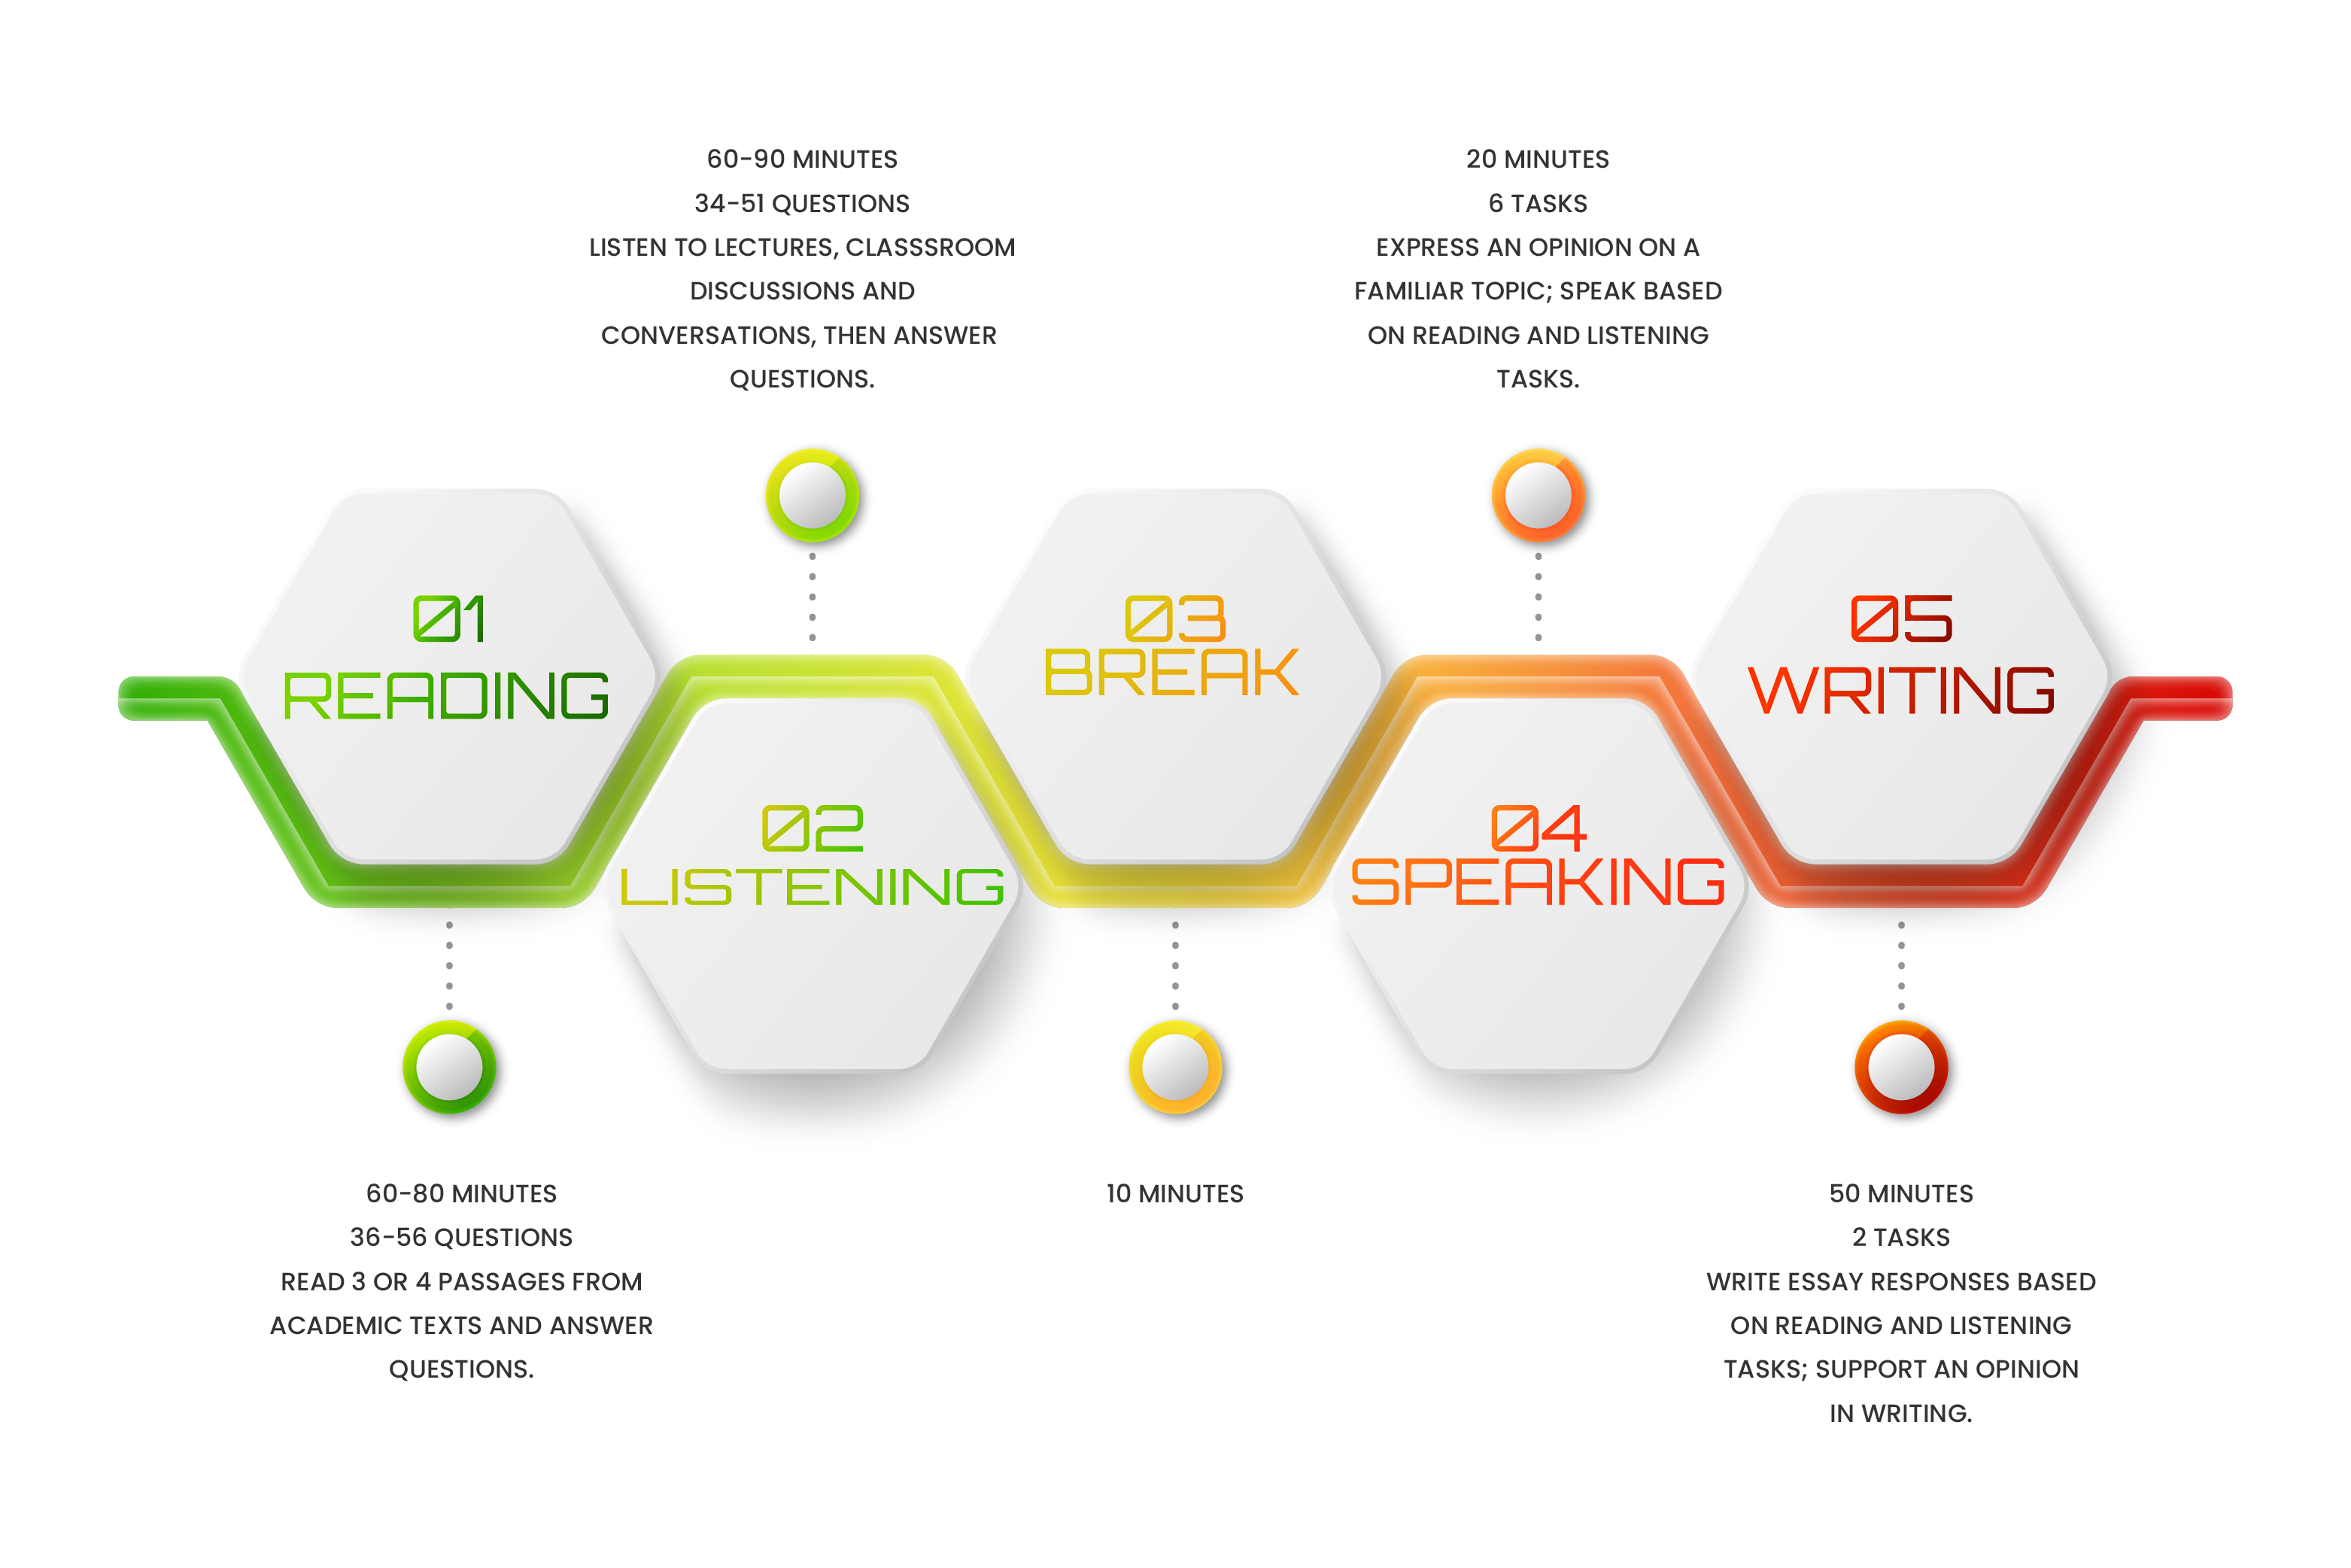 01
READING
60-80 MINUTES
36-56 QUESTIONS
READ 3 OR 4 PASSAGES FROM
ACADEMIC TEXTS AND ANSWER
QUESTIONS.
60-90 MINUTES
34-51 QUESTIONS
LISTEN TO LECTURES, CLASSSROOM
DISCUSSIONS AND
CONVERSATIONS, THEN ANSWER
QUESTIONS.
02
LISTENING
03
BREAK
10 MINUTES
20 MINUTES
6 TASKS
EXPRESS AN OPINION ON A
FAMILIAR TOPIC; SPEAK BASED
ON READING AND LISTENING
TASKS.
04
SPEAKING
05
WRITING
50 MINUTES
2 TASKS
WRITE ESSAY RESPONSES BASED
ON READING AND LISTENING
TASKS; SUPPORT AN OPINION
IN WRITING.